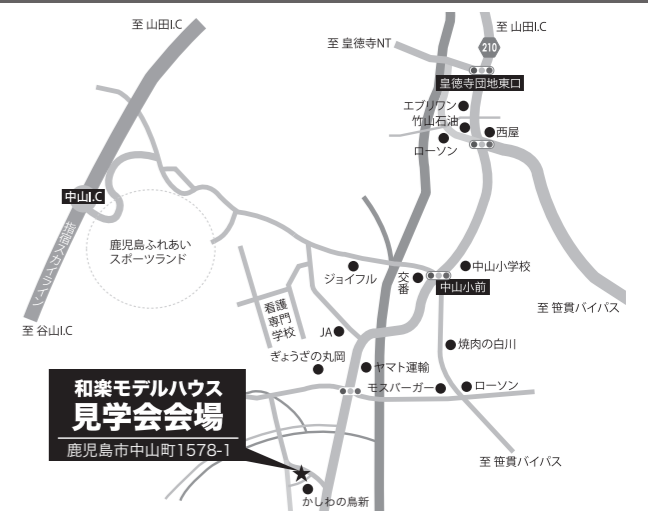 至 山田I.C
至 山田I.C
至 皇徳寺NT
210
皇徳寺団地東口
エブリワン
竹山石油
西屋
ローソン
中山I.C
指宿スカイライン
鹿児島ふれあい
スポーツランド
中山小学校
ジョイフル
交番
中山小前
看護
専門
学校
至 笹貫バイパス
至 谷山I.C
JA
焼肉の白川
ぎょうざの丸岡
ヤマト運輸
モスバーガー
ローソン
和楽モデルハウス
見学会会場
鹿児島市中山町1578-1
至 笹貫バイパス
かしわの鳥新